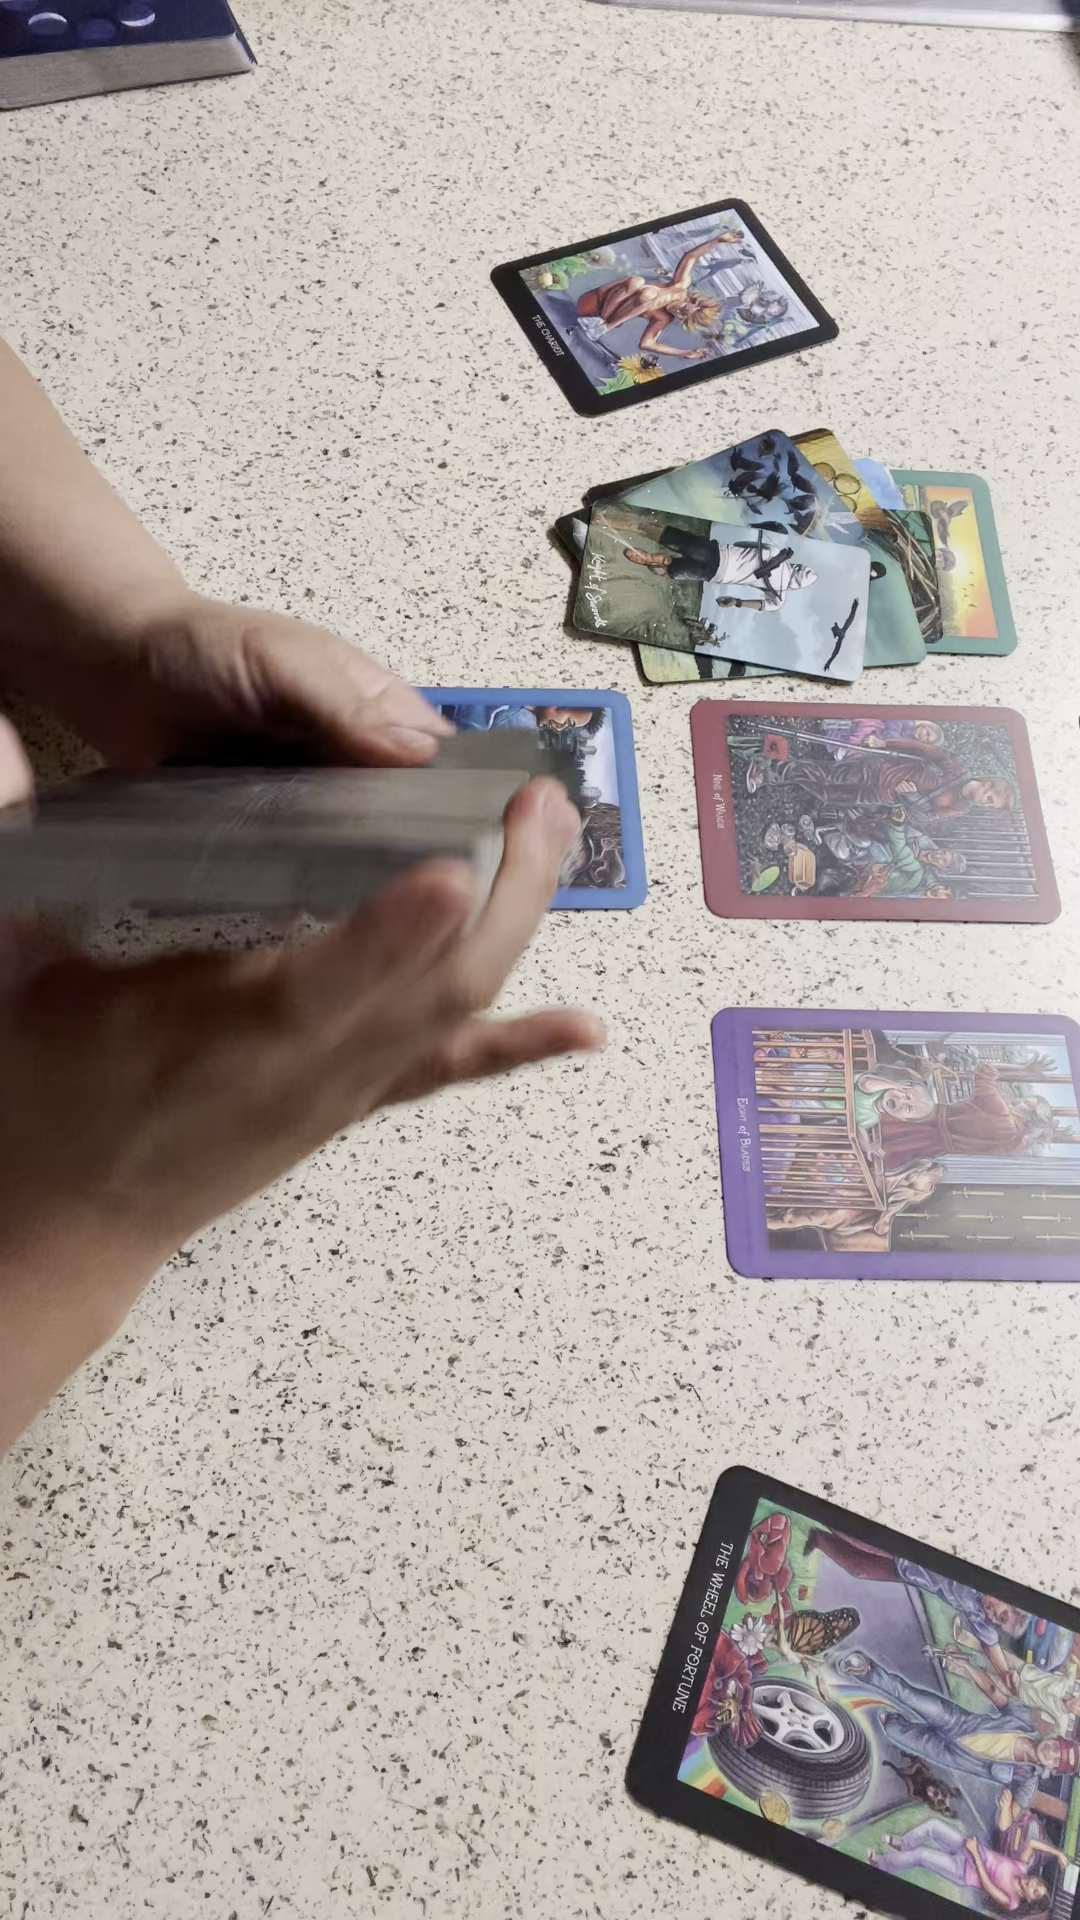 THE CHARIOT
Knight of Swords
Nine of Wands
Eight of Blades
THE WHEEL OF FORTUNE